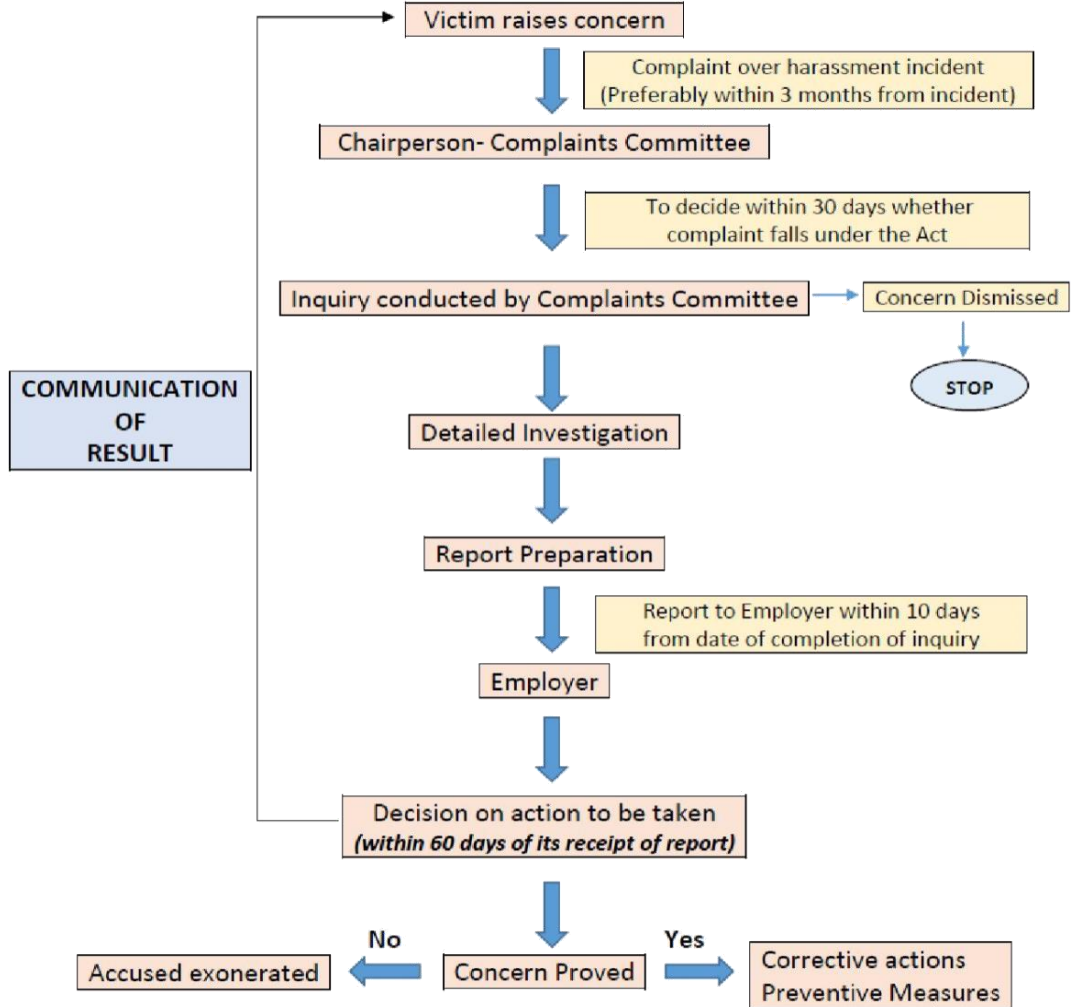 Victim raises concern
Complaint over harassment incident
(Preferably within 3 months from incident)
Chairperson- Complaints Committee
To decide within 30 days whether
complaint falls under the Act
Inquiry conducted by Complaints Committee
Concern Dismissed
STOP
COMMUNICATION
OF
RESULT
Detailed Investigation
Report Preparation
Report to Employer within 10 days
from date of completion of inquiry
Employer
Decision on action to be taken
(within 60 days of its receipt of report)
No
Yes
Accused exonerated
Concern Proved
Corrective actions
Preventive Measures